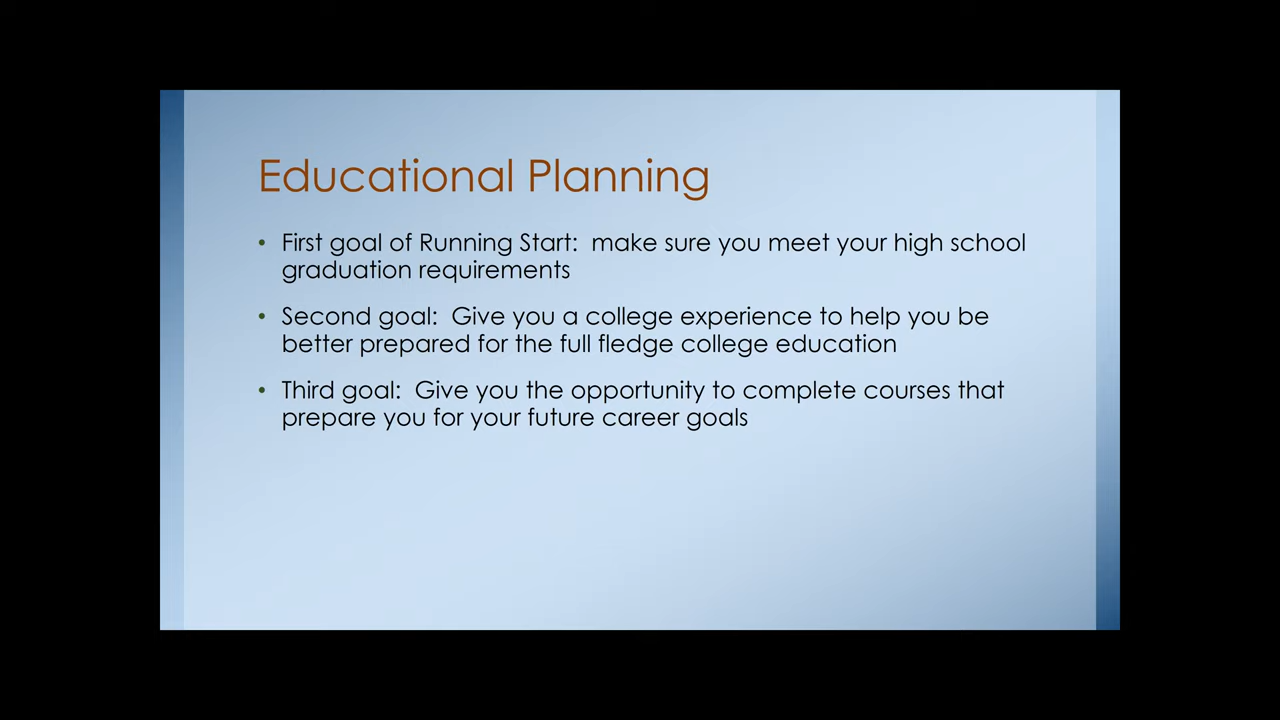 Educational Planning
• First goal of Running Start:  make sure you meet your high school
graduation requirements
• Second goal:  Give you a college experience to help you be
better prepared for the full fledge college education
• Third goal:  Give you the opportunity to complete courses that
prepare you for your future career goals